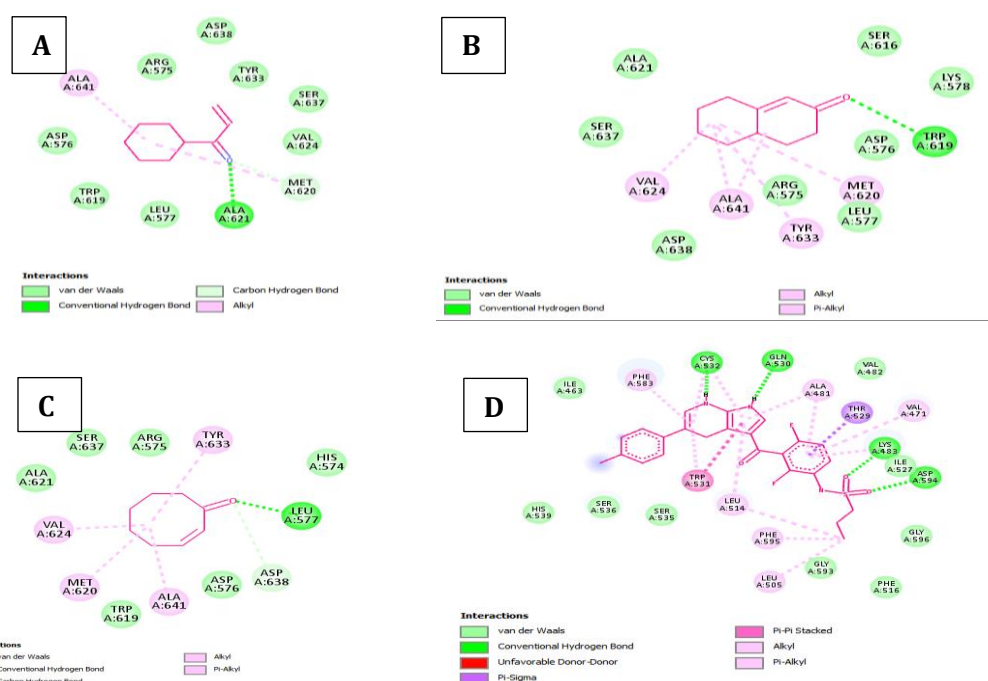 A
ASP
A:638
ARG
A:575
TYR
A:633
ALA
A:641
SER
A:637
ASP
A:576
VAL
A:624
MET
A:620
TRP
A:619
LEU
A:577
ALA
A:621
O
Interactions
van der Waals
Conventional Hydrogen Bond
Carbon Hydrogen Bond
Alkyl
B
SER
A:616
ALA
A:621
LYS
A:578
O
SER
A:637
ASP
A:576
TRP
A:619
VAL
A:624
ALA
A:641
ARG
A:575
MET
A:620
LEU
A:577
TYR
A:633
ASP
A:638
Interactions
van der Waals
Conventional Hydrogen Bond
Alkyl
Pi-Alkyl
C
SER
A:637
ARG
A:575
TYR
A:633
HIS
A:574
ALA
A:621
O
LEU
A:577
VAL
A:624
MET
A:620
TRP
A:619
ALA
A:641
ASP
A:576
ASP
A:638
tions
van der Waals
Conventional Hydrogen Bond
Alkyl
Pi-Alkyl
D
CYS
A:532
GLN
A:530
VAL
A:482
ILE
A:463
PHE
A:583
ALA
A:481
THR
A:529
VAL
A:471
H
H
LYS
A:483
ILE
A:527
ASP
A:594
TRP
A:531
LEU
A:514
HIS
A:539
SER
A:536
SER
A:535
PHE
A:595
GLY
A:596
GLY
A:593
LEU
A:505
PHE
A:516
Interactions
van der Waals
Conventional Hydrogen Bond
Unfavorable Donor-Donor
Pi-Sigma
Pi-Pi Stacked
Alkyl
Pi-Alkyl